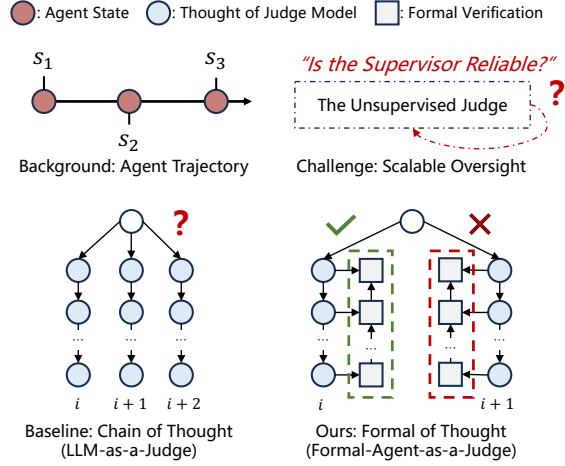 : Agent State : Thought of Judge Model : Formal Verification
s₁
s₃
s₂
Background: Agent Trajectory
“Is the Supervisor Reliable?”
The Unsupervised Judge
?
Challenge: Scalable Oversight
?
...
...
...
i
i + 1
i + 2
Baseline: Chain of Thought
(LLM-as-a-Judge)
...
...
...
...
i
i + 1
Ours: Formal of Thought
(Formal-Agent-as-a-Judge)